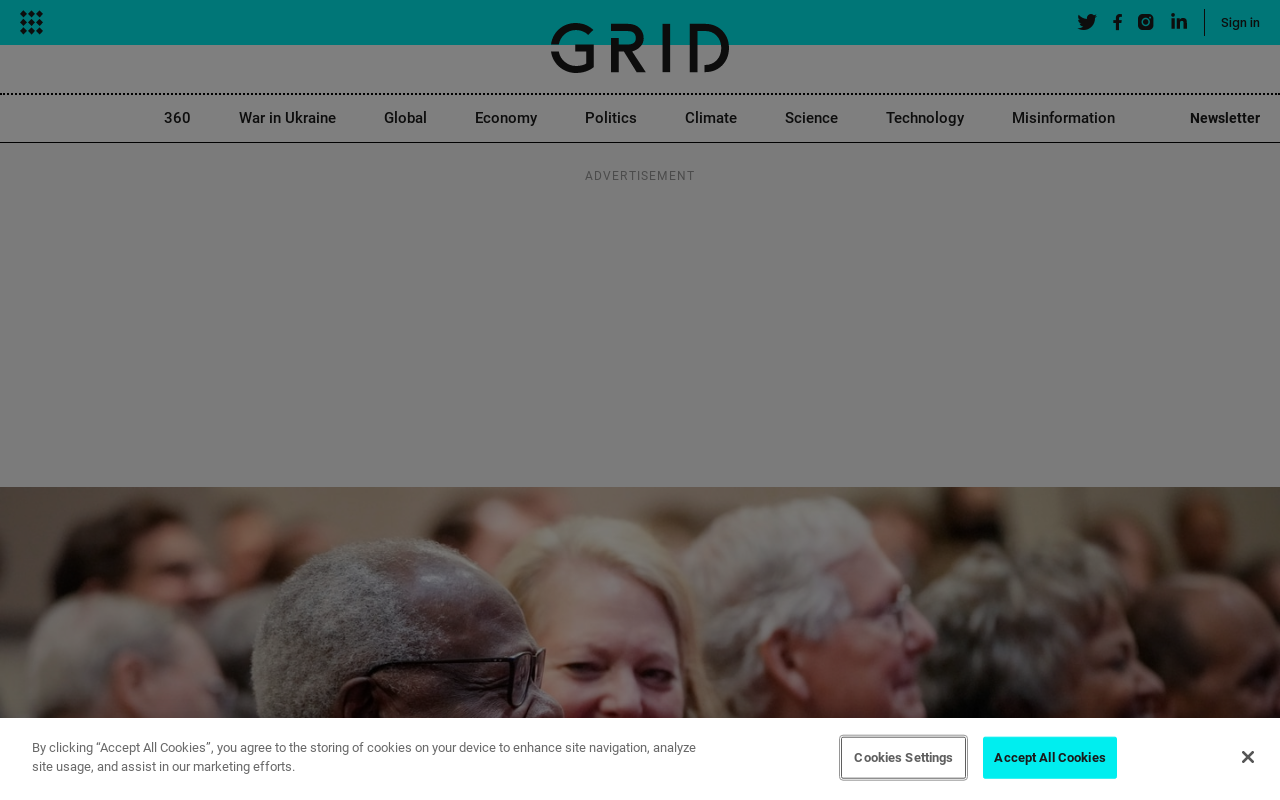 Sign in
GRID
360
War in Ukraine
Global
Economy
Politics
Climate
Science
Technology
Misinformation
Newsletter
ADVERTISEMENT
By clicking “Accept All Cookies”, you agree to the storing of cookies on your device to enhance site navigation, analyze
site usage, and assist in our marketing efforts.
Cookies Settings
Accept All Cookies